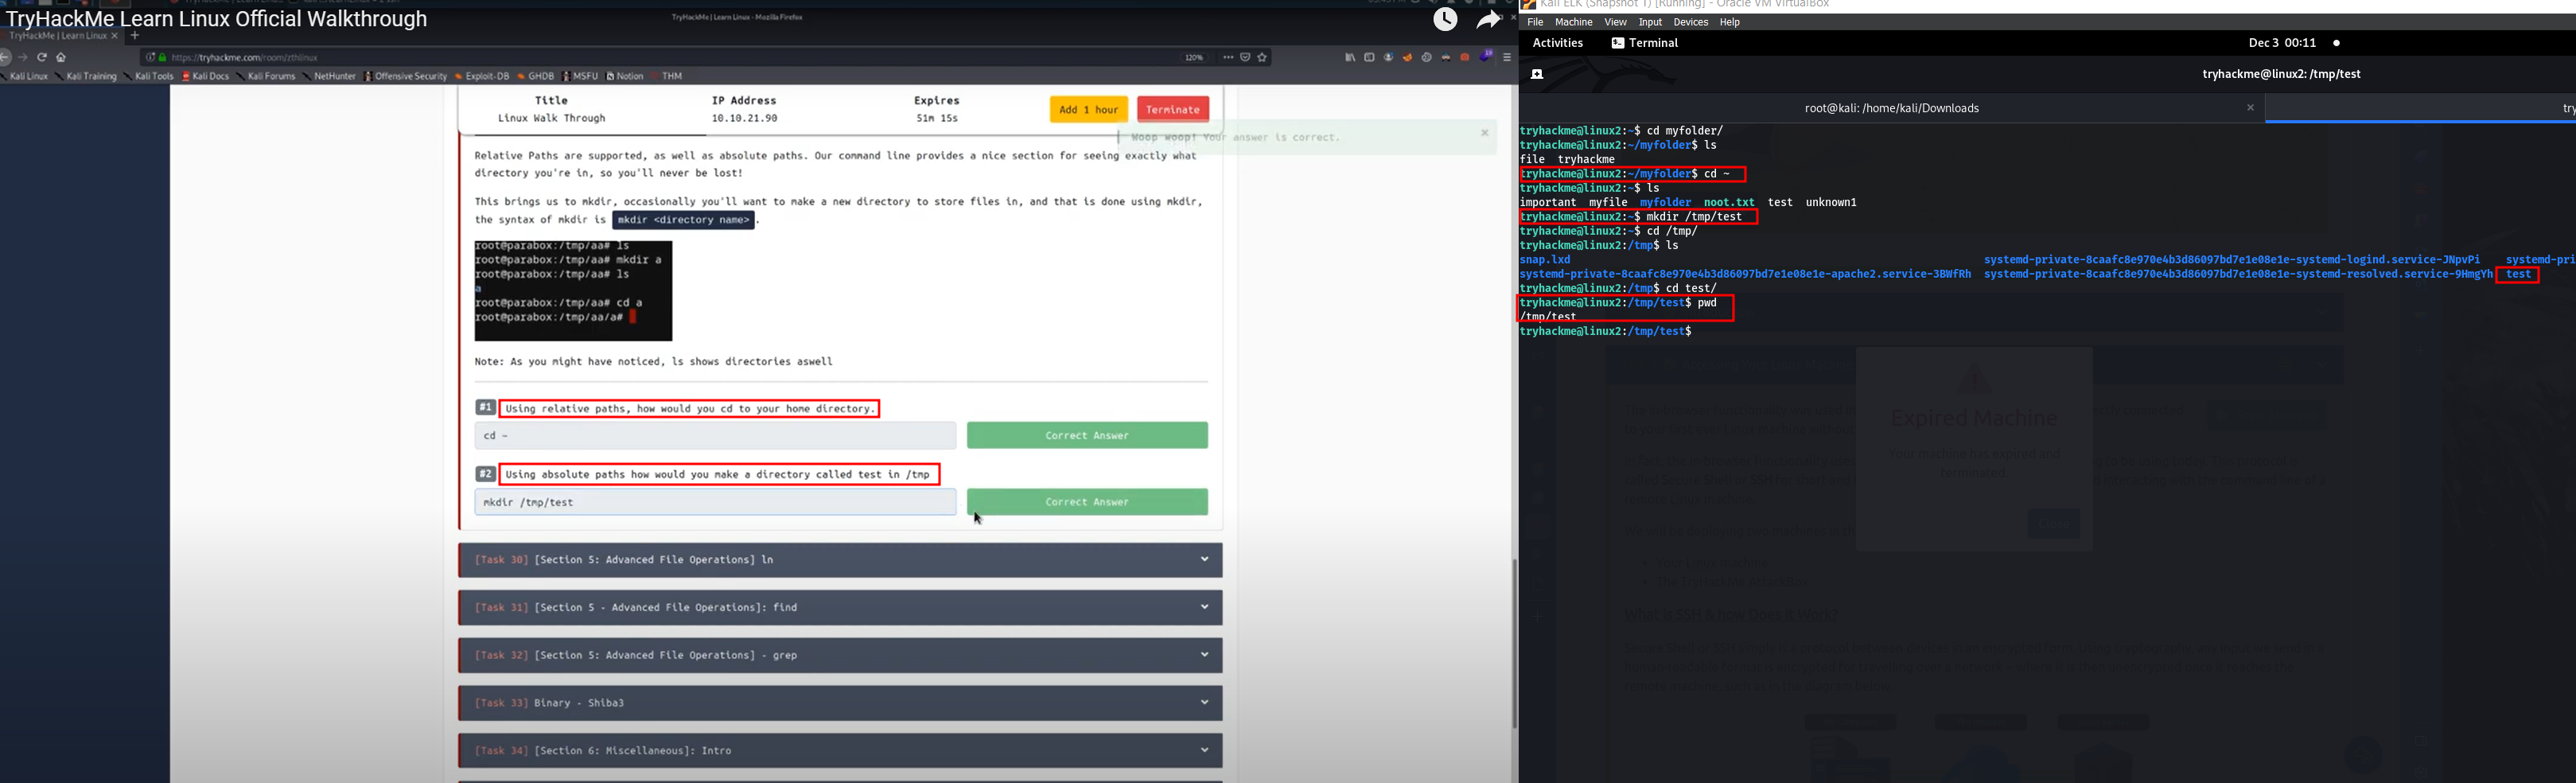 TryHackMe Learn Linux Official Walkthrough
TryHackMe | Learn Linux - Mozilla Firefox
TryHackMe | Learn Linux
https://tryhackme.com/room/zthlinux
120%
Kali Linux Kali Training Kali Tools Kali Docs Kali Forums NetHunter Offensive Security Exploit-DB GHDB MSFU Notion THM
Title IP Address Expires
Linux Walk Through 10.10.21.90 51m 15s
Add 1 hour Terminate
Woop woop! Your answer is correct.
Relative Paths are supported, as well as absolute paths. Our command line provides a nice section for seeing exactly what
directory you're in, so you'll never be lost!
This brings us to mkdir, occasionally you'll want to make a new directory to store files in, and that is done using mkdir,
the syntax of mkdir is mkdir <directory name>.
root@parabox:/tmp/aa# ls
root@parabox:/tmp/aa# mkdir a
root@parabox:/tmp/aa# ls
a
root@parabox:/tmp/aa# cd a
root@parabox:/tmp/aa/a#
Note: As you might have noticed, ls shows directories aswell
#1 Using relative paths, how would you cd to your home directory.
cd ~ Correct Answer
#2 Using absolute paths how would you make a directory called test in /tmp
mkdir /tmp/test Correct Answer
[Task 30] [Section 5: Advanced File Operations] ln
[Task 31] [Section 5 - Advanced File Operations]: find
[Task 32] [Section 5: Advanced File Operations] - grep
[Task 33] Binary - Shiba3
[Task 34] [Section 6: Miscellaneous]: Intro
Kali ELK (Snapshot 1) [Running] - Oracle VM VirtualBox
File Machine View Input Devices Help
Activities Terminal Dec 3 00:11
tryhackme@linux2: /tmp/test
root@kali: /home/kali/Downloads
tryhackme@linux2:~$ cd myfolder/
tryhackme@linux2:~/myfolder$ ls
file tryhackme
tryhackme@linux2:~/myfolder$ cd ~
tryhackme@linux2:~$ ls
important myfile myfolder noot.txt test unknown1
tryhackme@linux2:~$ mkdir /tmp/test
tryhackme@linux2:~$ cd /tmp/
tryhackme@linux2:/tmp$ ls
snap.lxd systemd-private-8caafc8e970e4b3d86097bd7e1e08e1e-systemd-logind.service-JNpvPi systemd-pri
systemd-private-8caafc8e970e4b3d86097bd7e1e08e1e-apache2.service-3BWfRh systemd-private-8caafc8e970e4b3d86097bd7e1e08e1e-systemd-resolved.service-9HmgYh test
tryhackme@linux2:/tmp$ cd test/
tryhackme@linux2:/tmp/test$ pwd
/tmp/test
tryhackme@linux2:/tmp/test$
Expired Machine
Your machine has expired and
terminated.
Close
What is SSH & how Does it Work?